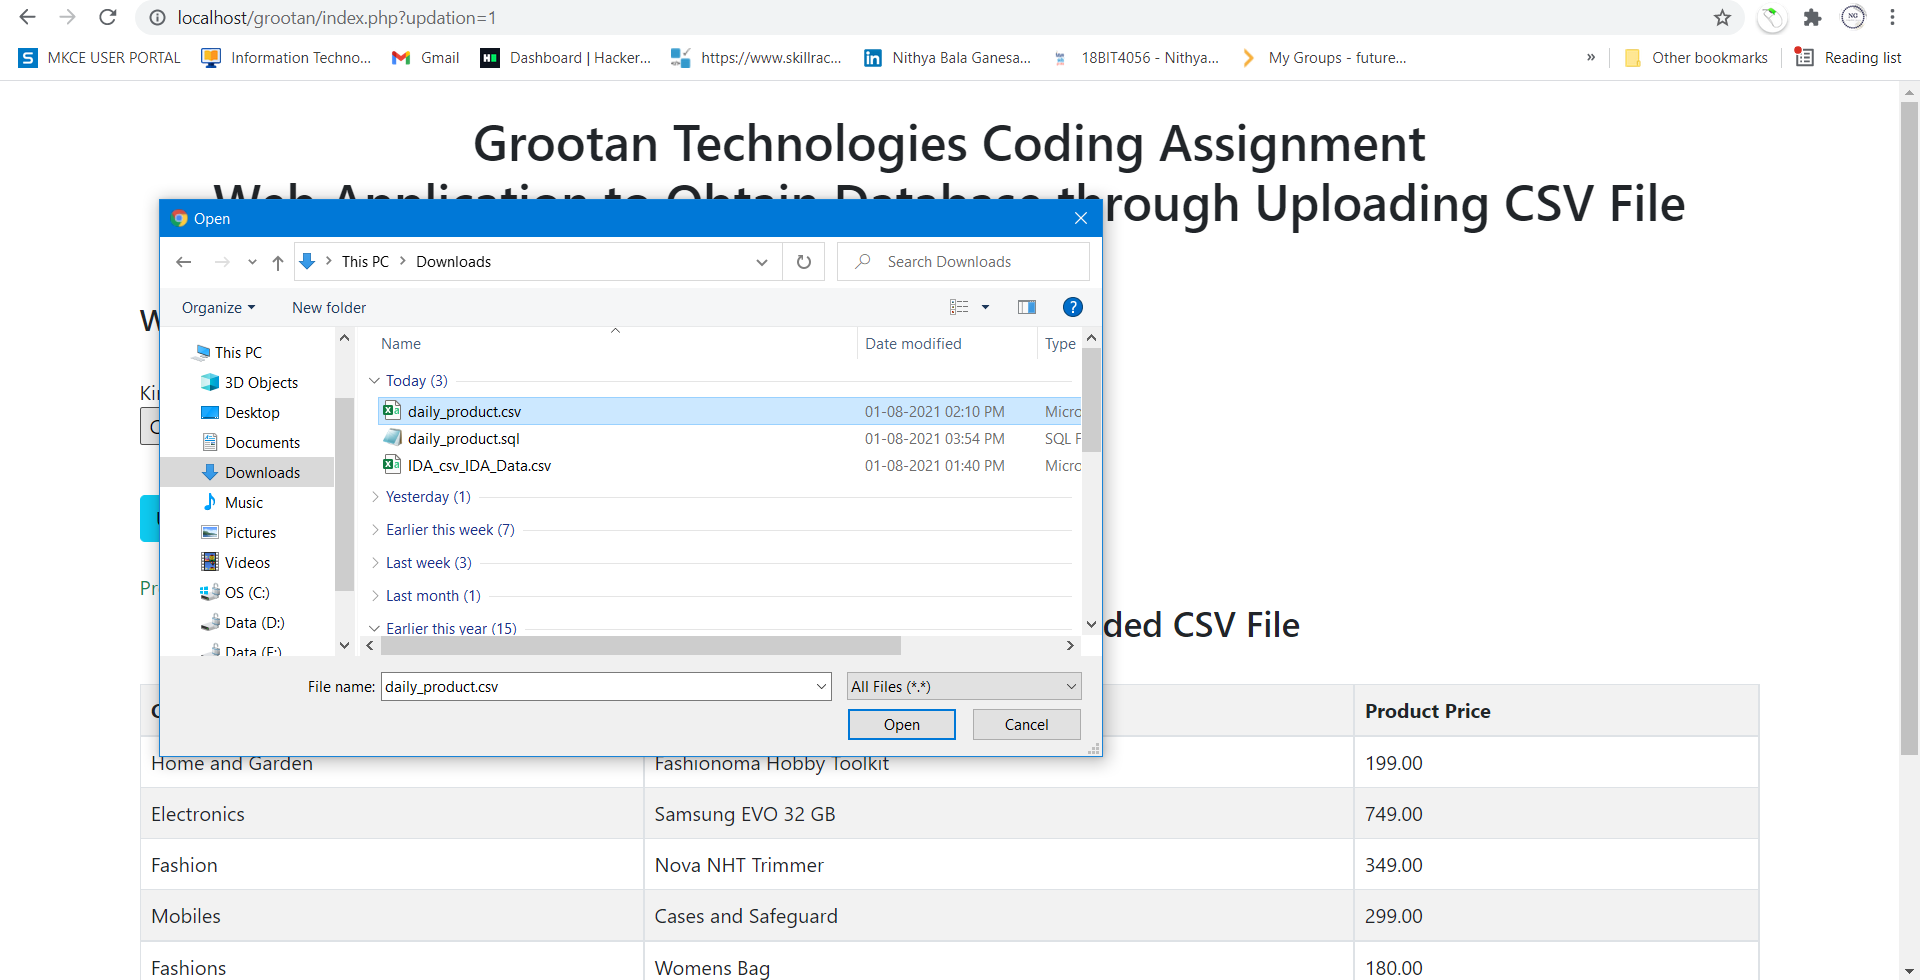 localhost/grootan/index.php?updation=1
NG
S MKCE USER PORTAL Information Techno... Gmail Dashboard | Hacker... https://www.skillrac... Nithya Bala Ganesa... 18BIT4056 - Nithya... My Groups - future... » Other bookmarks Reading list
Grootan Technologies Coding Assignment
Web Application to Obtain Database through Uploading CSV File
Open
This PC > Downloads
Search Downloads
Organize New folder ?
Name Date modified Type
This PC
3D Objects
Desktop
Documents
Downloads
Music
Pictures
Videos
OS (C:)
Data (D:)
Data (E:)
Today (3)
daily_product.csv 01-08-2021 02:10 PM Micro
daily_product.sql 01-08-2021 03:54 PM SQL F
IDA_csv_IDA_Data.csv 01-08-2021 01:40 PM Micro
Yesterday (1)
Earlier this week (7)
Last week (3)
Last month (1)
Earlier this year (15)
File name: daily_product.csv All Files (*.*)
Open Cancel
W
Kin
C
Pr
ded CSV File
C Product Price
Home and Garden Fashionoma Hobby Toolkit 199.00
Electronics Samsung EVO 32 GB 749.00
Fashion Nova NHT Trimmer 349.00
Mobiles Cases and Safeguard 299.00
Fashions Womens Bag 180.00